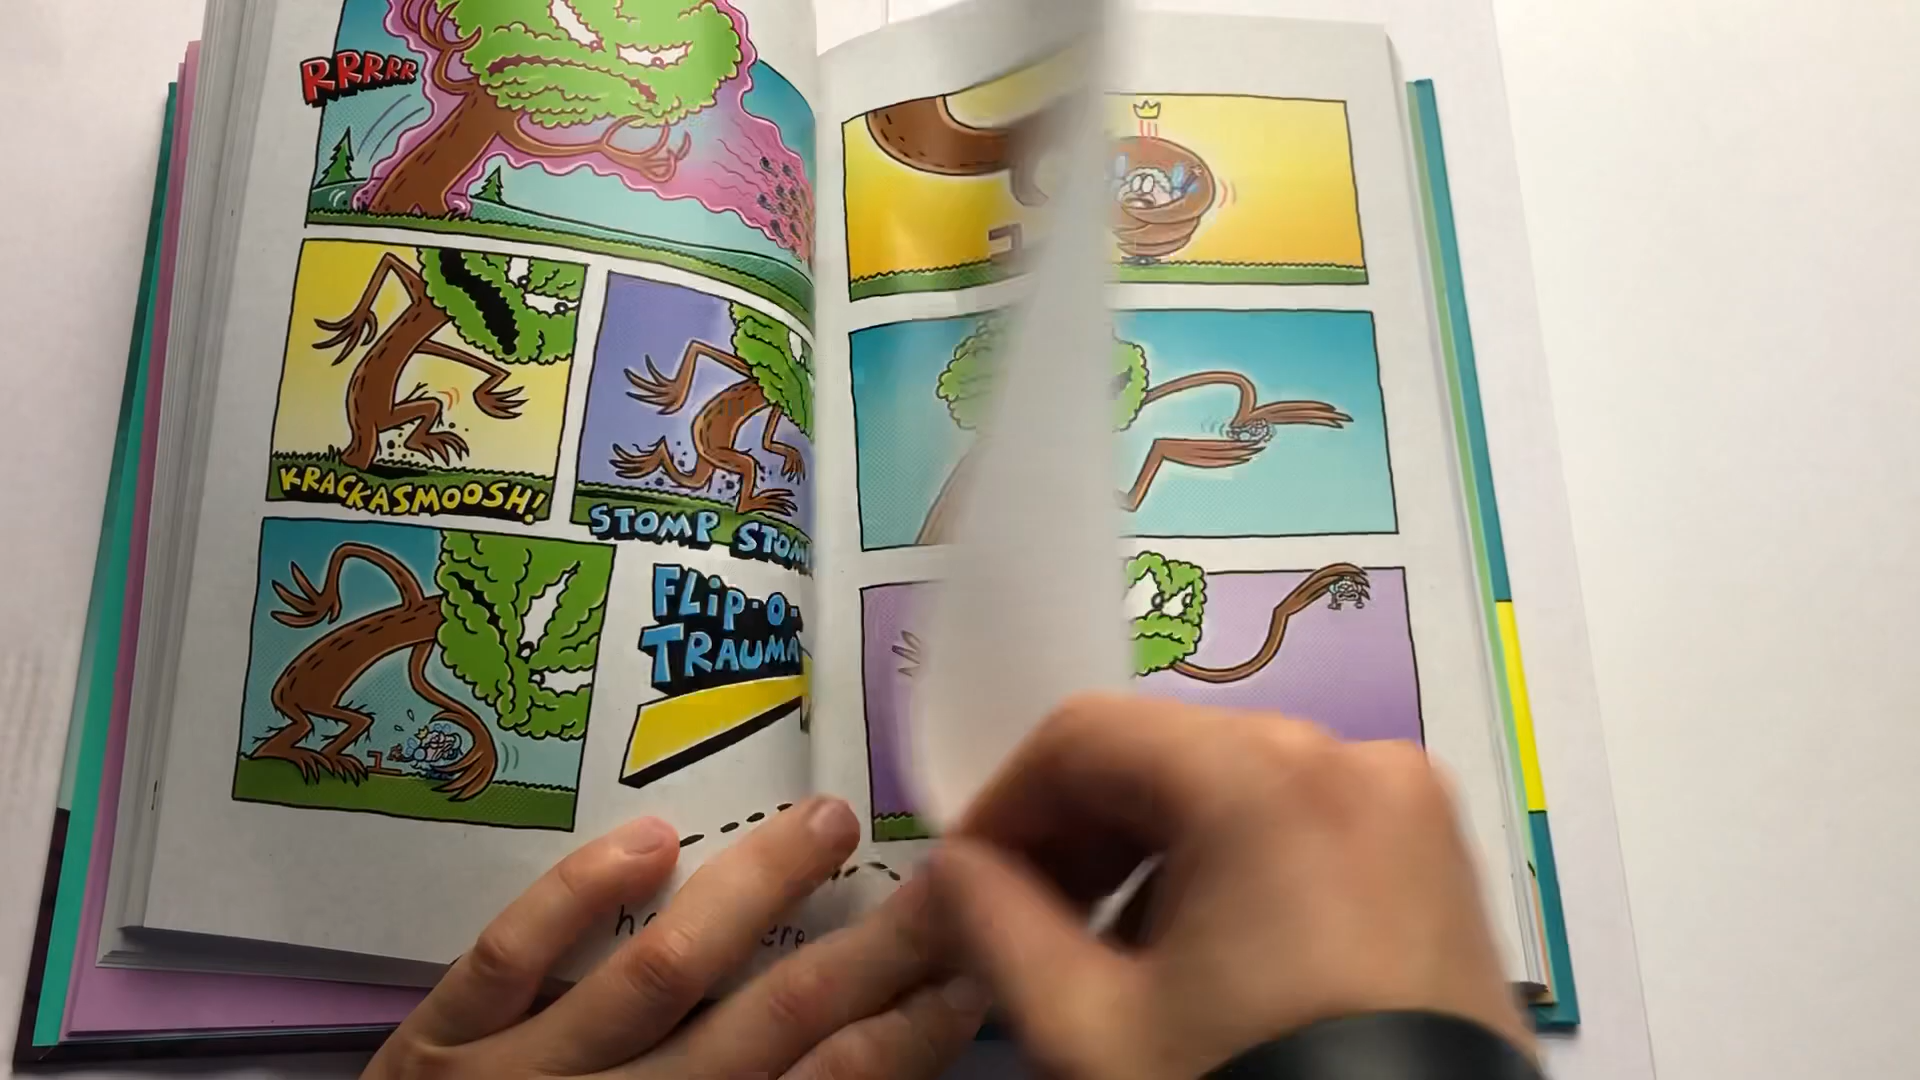 RRRRR
KRACKASMOOSH!
STOMP STOM
FLIP-O-
TRAUMA